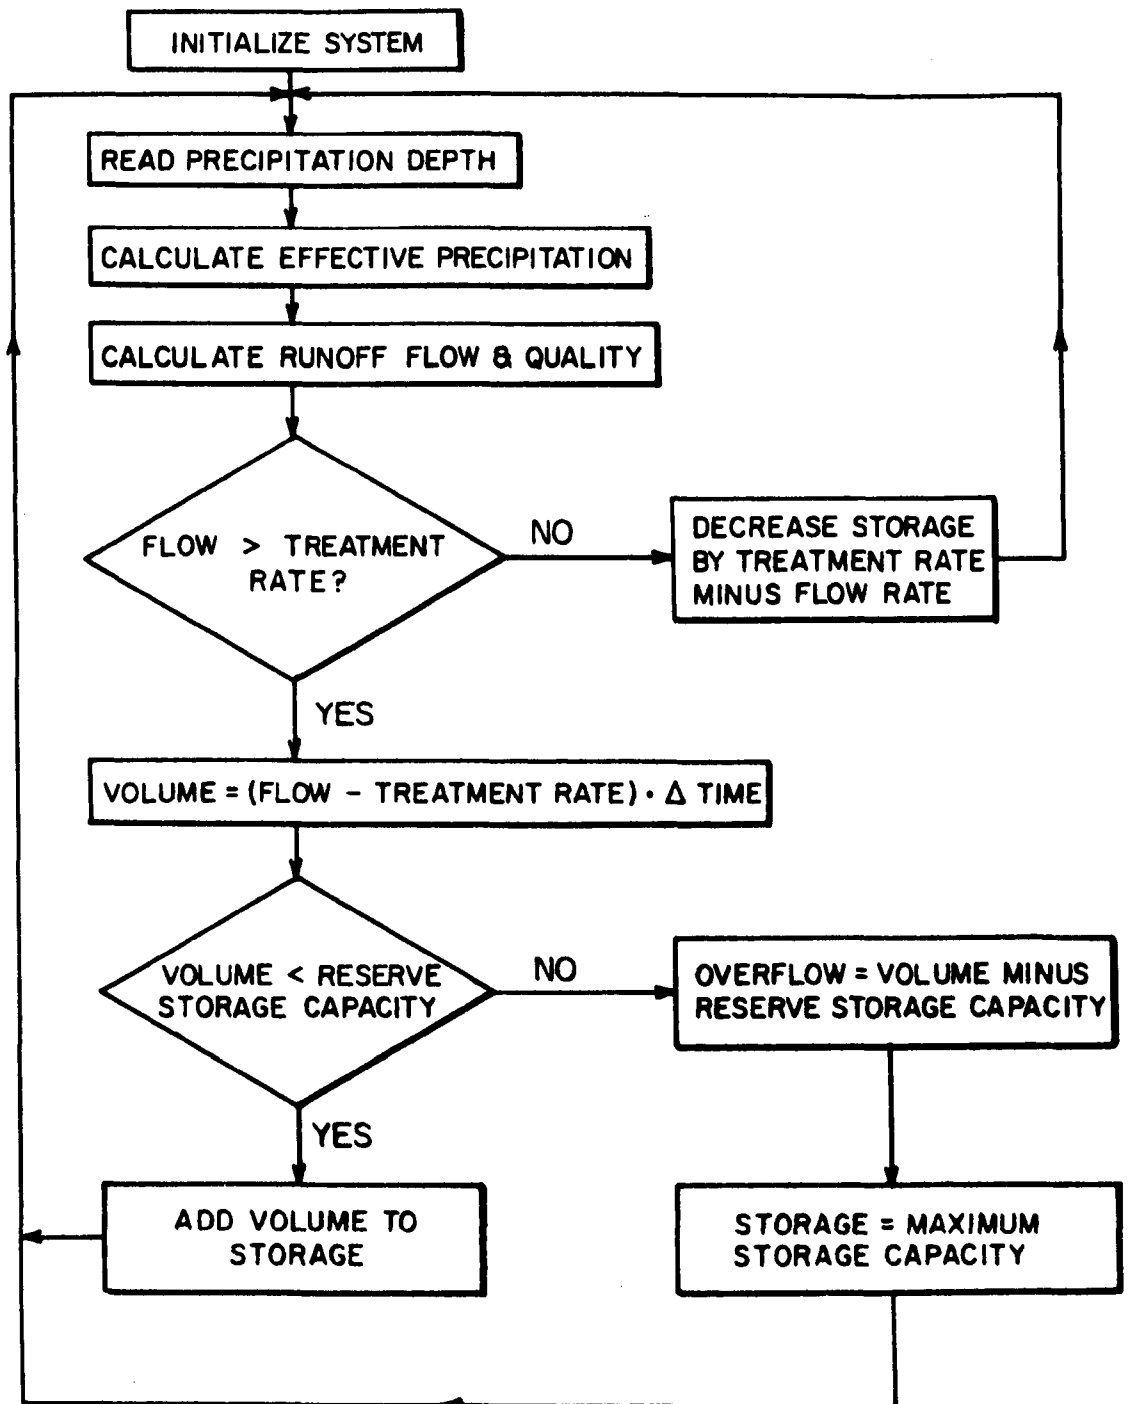 INITIALIZE SYSTEM
READ PRECIPITATION DEPTH
CALCULATE EFFECTIVE PRECIPITATION
CALCULATE RUNOFF FLOW & QUALITY
FLOW > TREATMENT
RATE?
NO
DECREASE STORAGE
BY TREATMENT RATE
MINUS FLOW RATE
YES
VOLUME = (FLOW - TREATMENT RATE) · Δ TIME
VOLUME < RESERVE
STORAGE CAPACITY
NO
OVERFLOW = VOLUME MINUS
RESERVE STORAGE CAPACITY
YES
ADD VOLUME TO
STORAGE
STORAGE = MAXIMUM
STORAGE CAPACITY